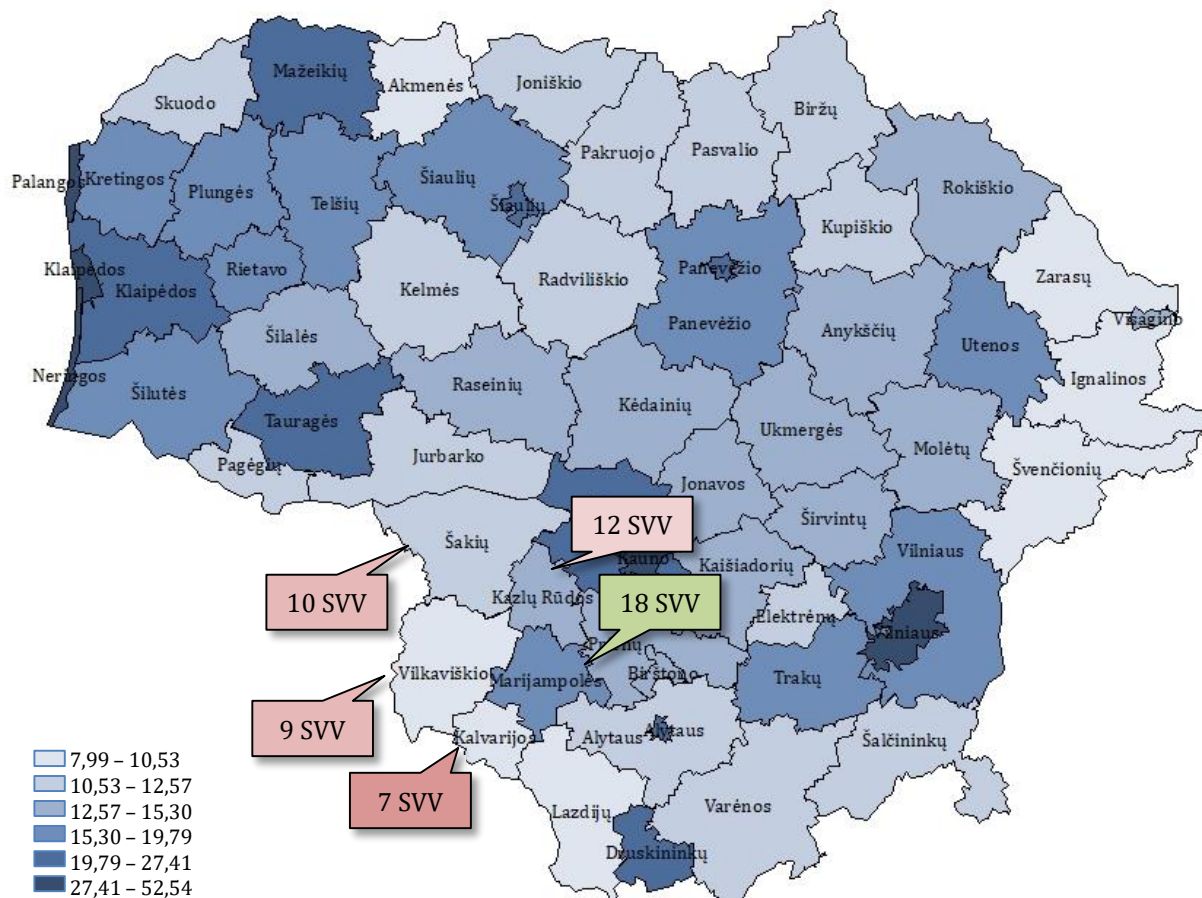 Mažeikių
Akmenės
Joniškio
Skuodo
Biržų
Pasvalio
Pakruojo
Palangos
Kretingos
Plungės
Telšių
Šiaulių
Šiaulių
Rokiškio
Kupiškio
Zarasų
Klaipėdos
Klaipėdos
Rietavo
Kelmės
Radviliškio
Panevėžio
Panevėžio
Anykščių
Visagino
Utenos
Šilalės
Neringos
Šilutės
Raseinių
Kėdainių
Ignalinos
Tauragės
Ukmergės
Molėtų
Pagėgių
Jurbarko
Jonavos
Švenčionių
Širvintų
12 SVV
Šakių
Kauno
Kaišiadorių
Vilniaus
10 SVV
Kazlų Rūdos
18 SVV
Elektrėnų
Vilniaus
Prienų
Vilkaviškio
Marijampolės
Birštono
Trakų
9 SVV
Kalvarijos
Alytaus
Alytaus
Šalčininkų
7 SVV
Lazdijų
Varėnos
Druskininkų
7,99 – 10,53
10,53 – 12,57
12,57 – 15,30
15,30 – 19,79
19,79 – 27,41
27,41 – 52,54